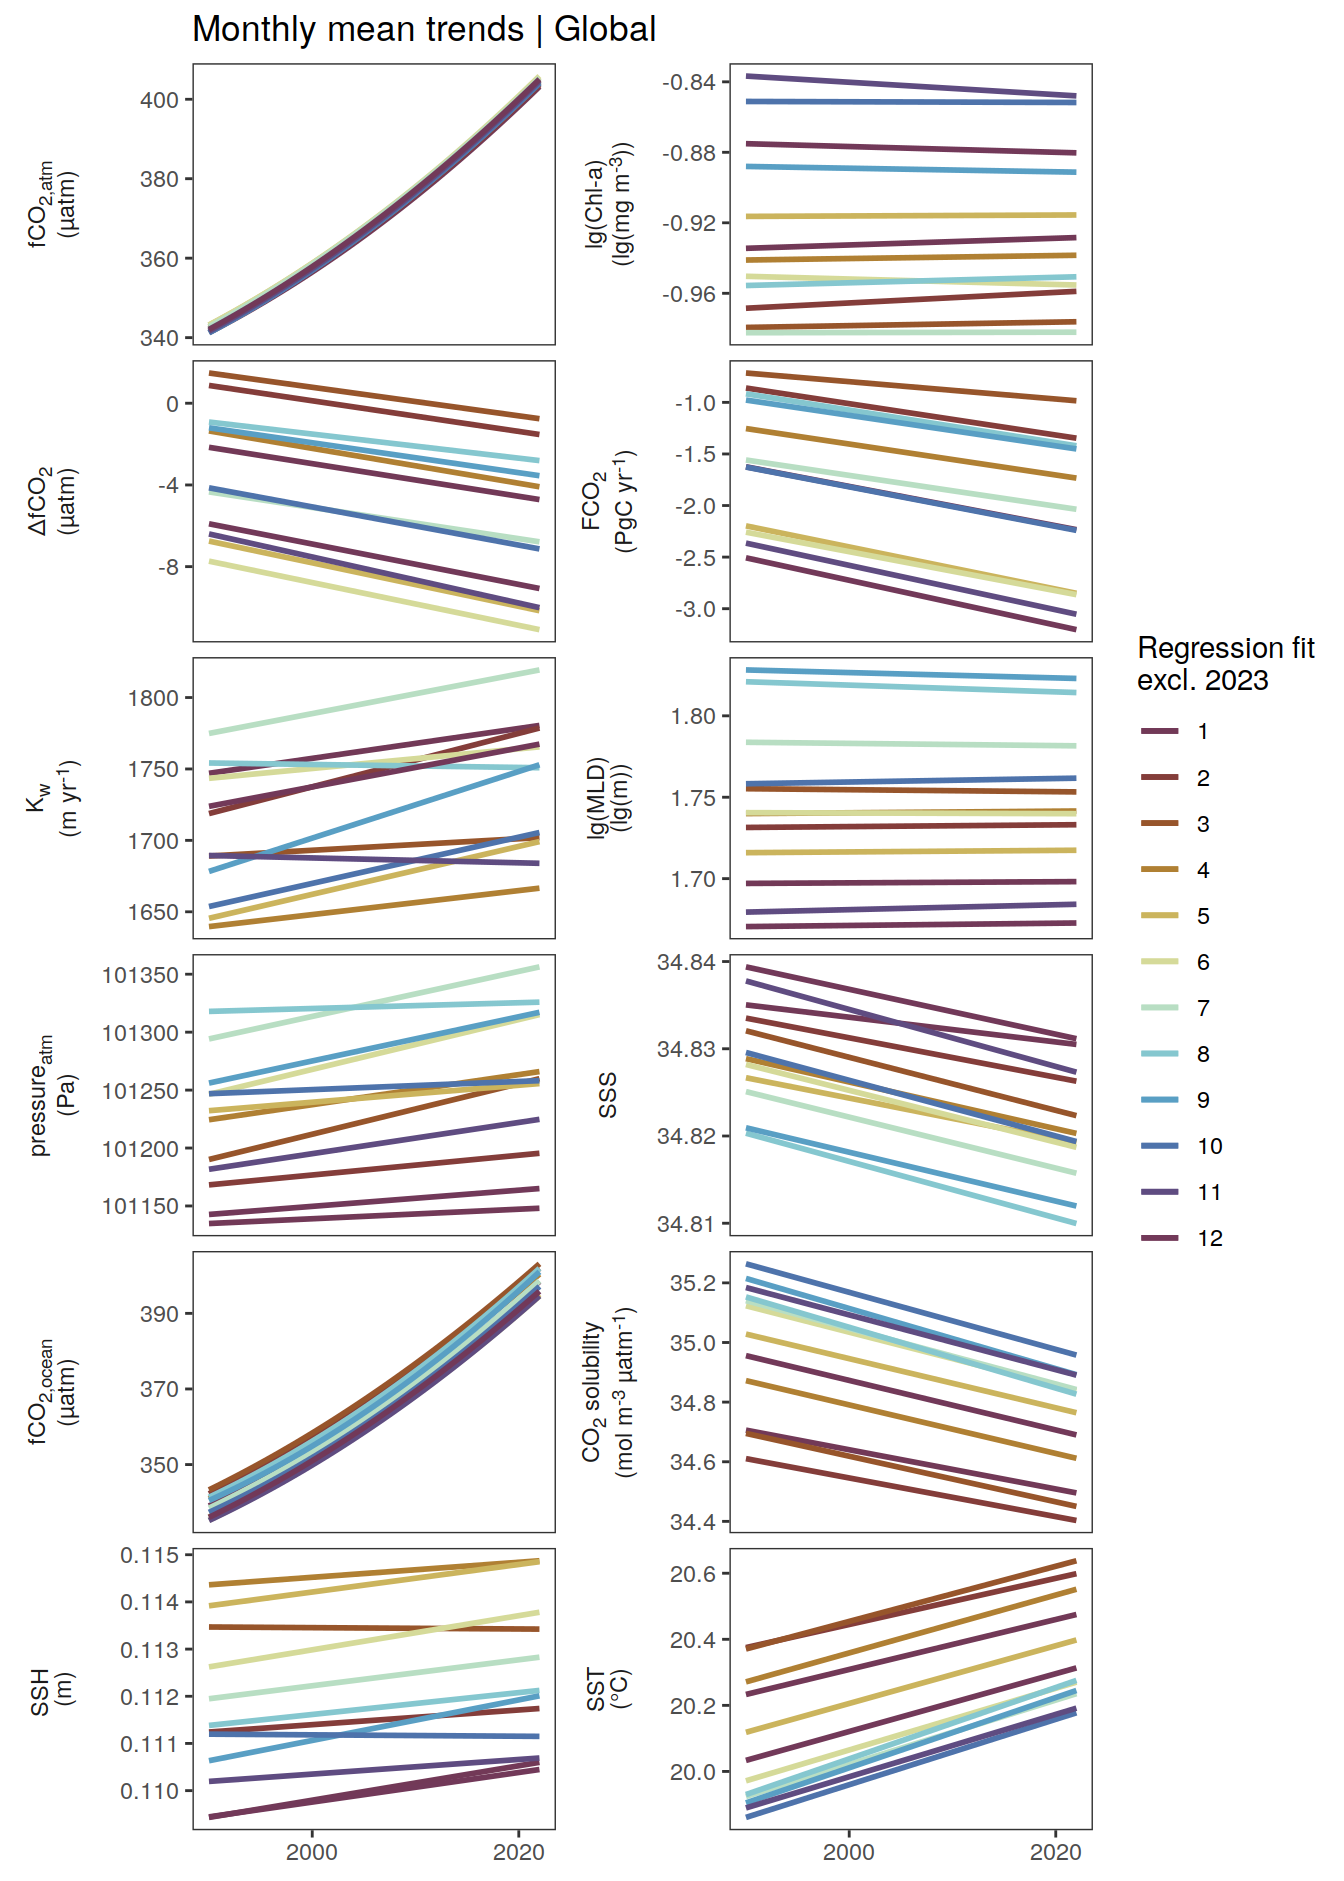 Monthly mean trends | Global
fCO2,atm
(µatm)
400
380
360
340
lg(Chl-a)
(lg(mg m-3))
-0.84
-0.88
-0.92
-0.96
ΔfCO2
(µatm)
0
-4
-8
FCO2
(PgC yr-1)
-1.0
-1.5
-2.0
-2.5
-3.0
Kw
(m yr-1)
1800
1750
1700
1650
lg(MLD)
(lg(m))
1.80
1.75
1.70
pressureatm
(Pa)
101350
101300
101250
101200
101150
SSS
34.84
34.83
34.82
34.81
fCO2,ocean
(µatm)
390
370
350
CO2 solubility
(mol m-3 µatm-1)
35.2
35.0
34.8
34.6
34.4
SSH
(m)
0.115
0.114
0.113
0.112
0.111
0.110
SST
(°C)
20.6
20.4
20.2
20.0
2000
2020
2000
2020
Regression fit
excl. 2023
1
2
3
4
5
6
7
8
9
10
11
12